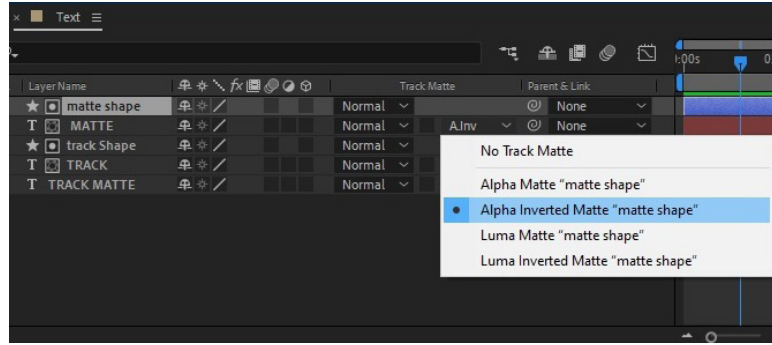 Text
:00s 0
Layer Name fx Track Matte Parent & Link
matte shape Normal None
T MATTE Normal A.Inv None
track Shape Normal
No Track Matte
T TRACK Normal
T TRACK MATTE Normal
Alpha Matte "matte shape"
Alpha Inverted Matte "matte shape"
Luma Matte "matte shape"
Luma Inverted Matte "matte shape"